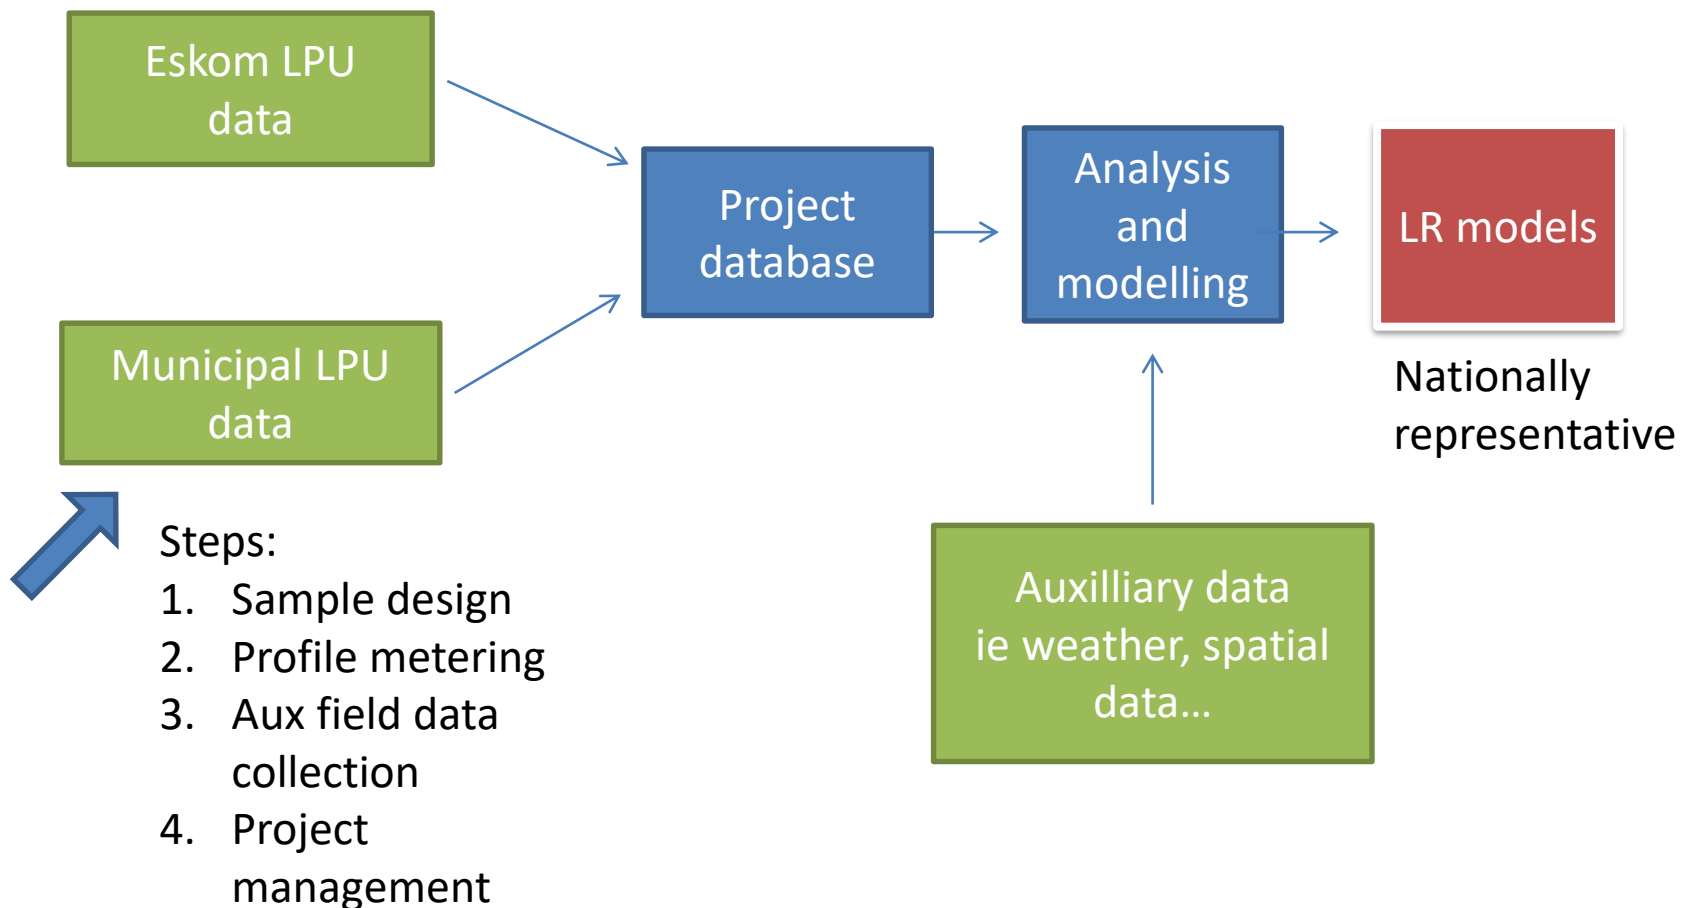 Eskom LPU
data
Municipal LPU
data
Steps:
1. Sample design
2. Profile metering
3. Aux field data
collection
4. Project
management
Project
database
Analysis
and
modelling
LR models
Nationally
representative
Auxilliary data
ie weather, spatial
data…